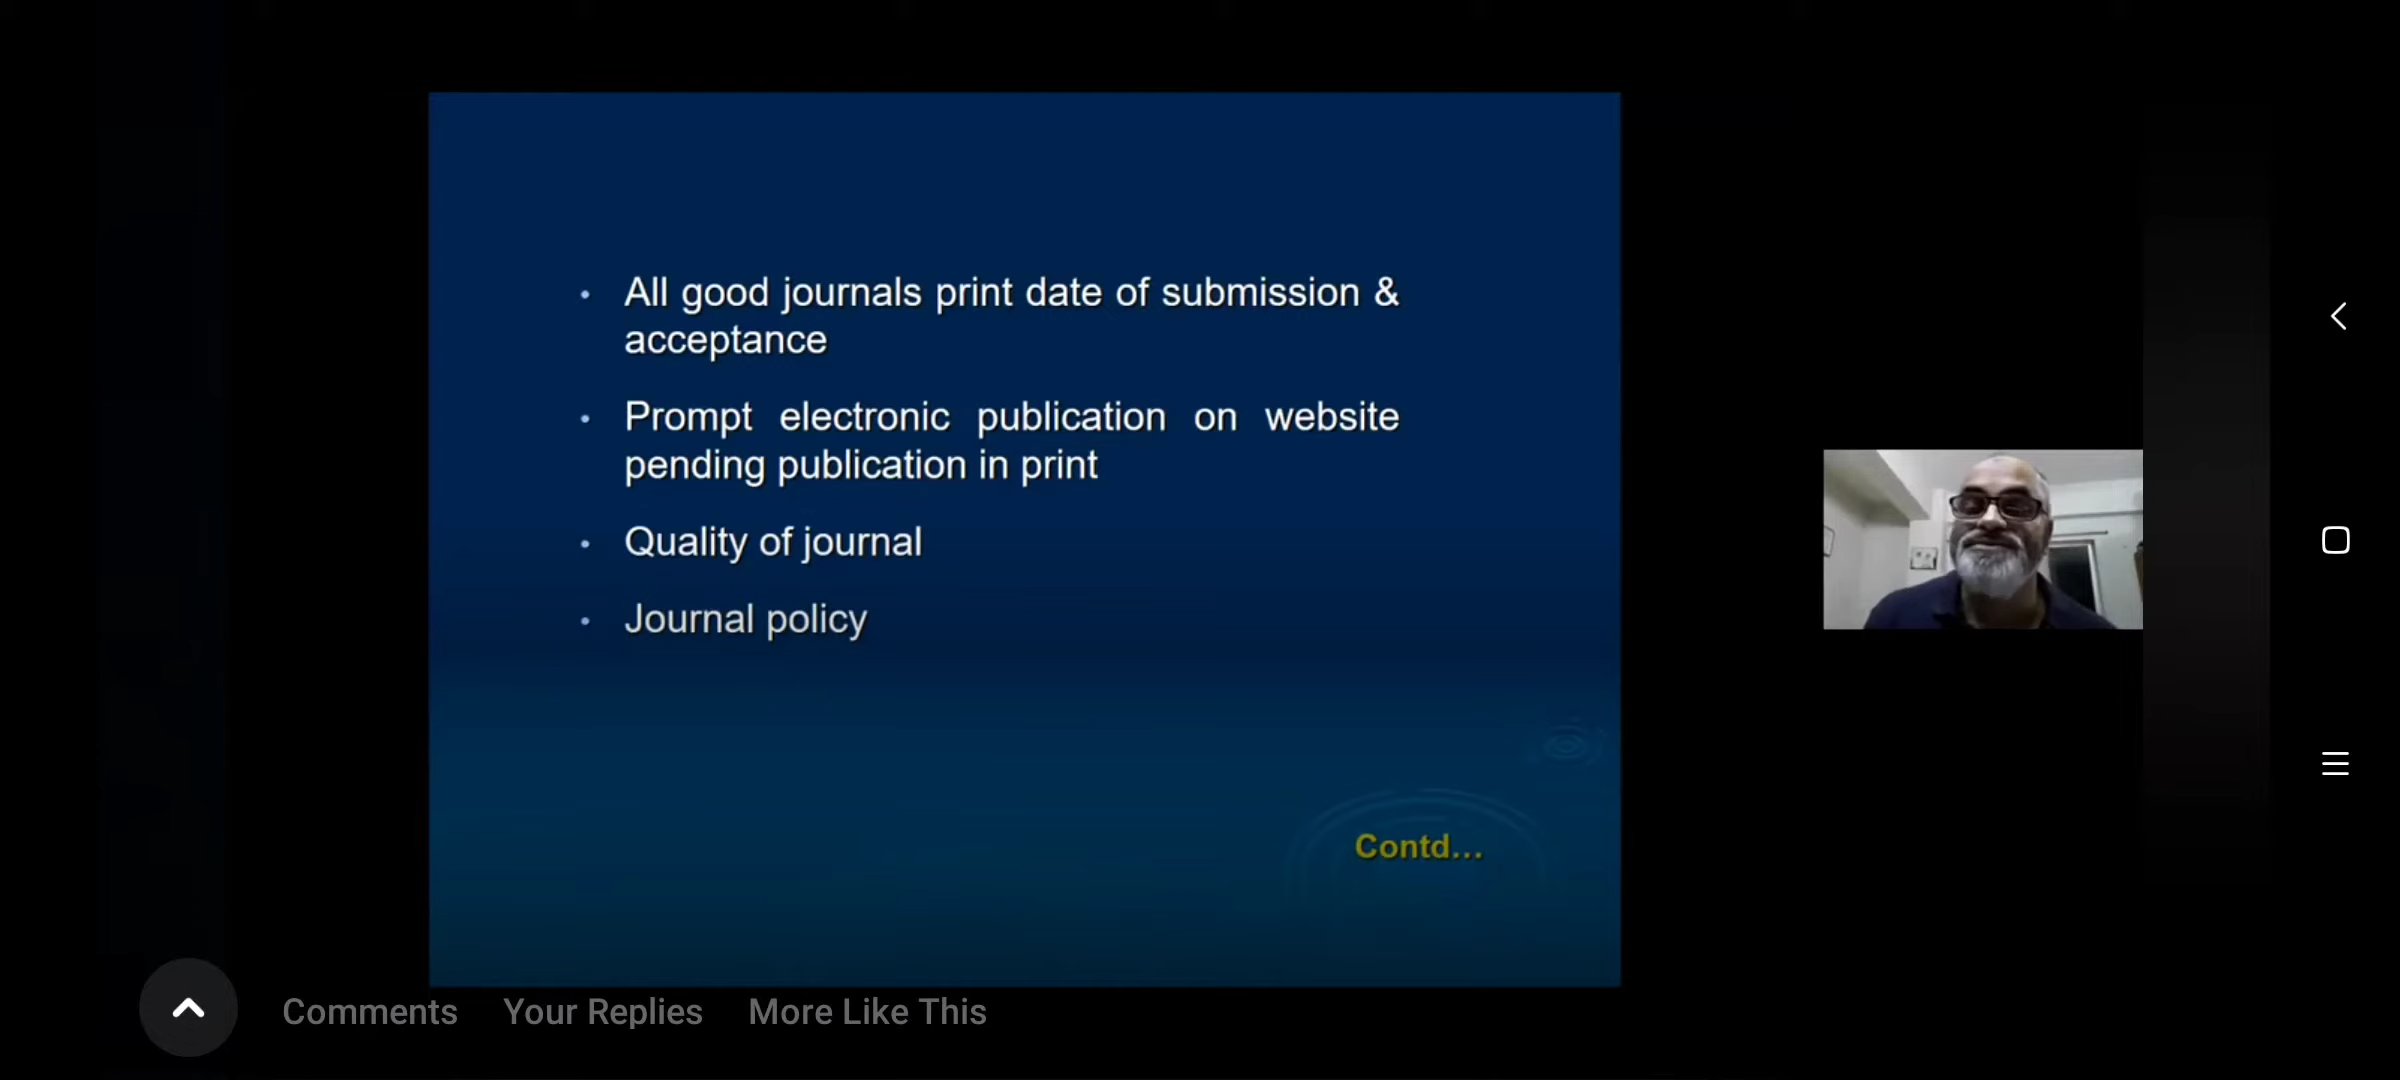 • All good journals print date of submission &
acceptance
• Prompt electronic publication on website
pending publication in print
• Quality of journal
• Journal policy
Contd...
Comments Your Replies More Like This